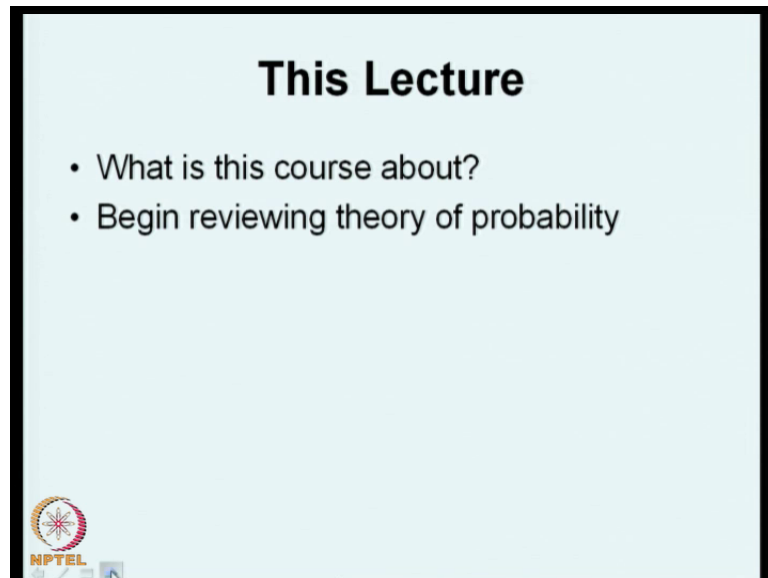 This Lecture
• What is this course about?
• Begin reviewing theory of probability
NPTEL